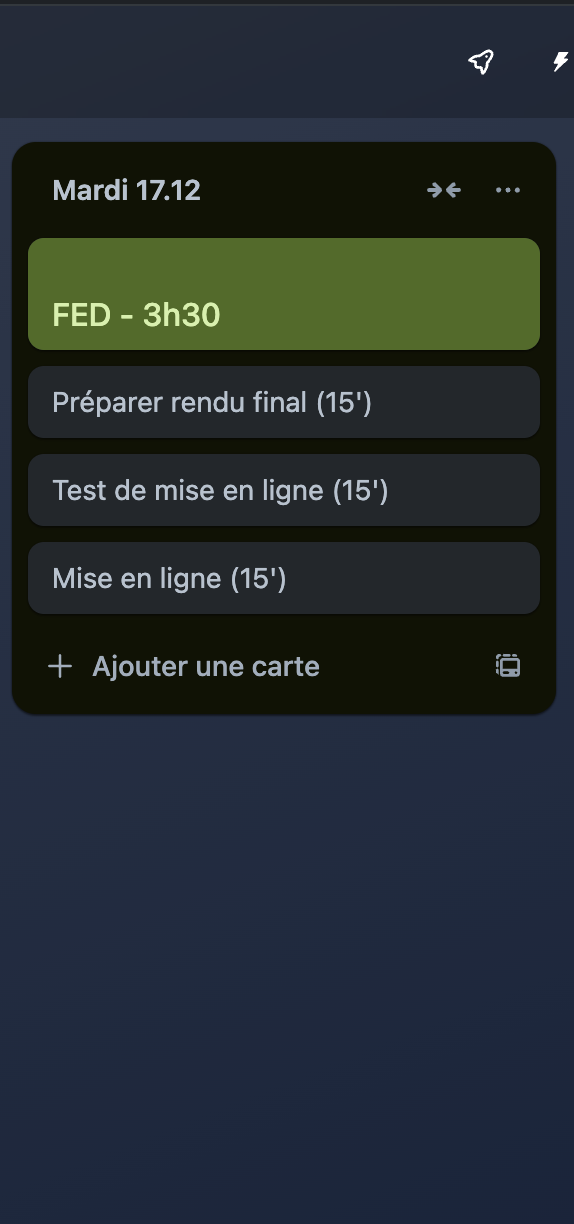 Mardi 17.12
FED - 3h30
Préparer rendu final (15')
Test de mise en ligne (15')
Mise en ligne (15')
Ajouter une carte